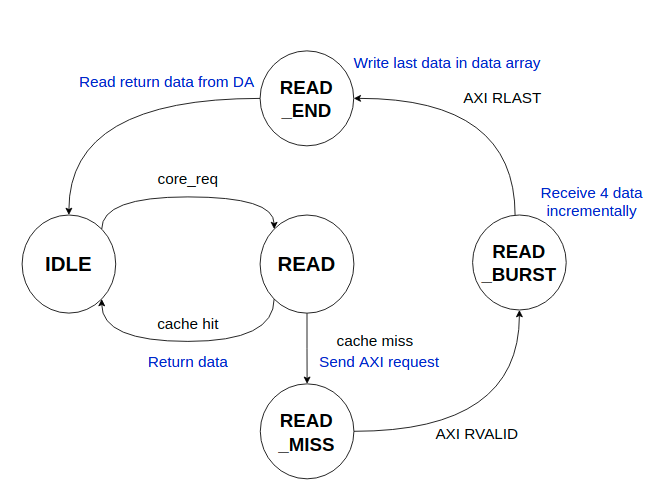 Write last data in data array
Read return data from DA
READ
_END
AXI RLAST
core_req
Receive 4 data
incrementally
IDLE
READ
READ
_BURST
cache hit
Return data
cache miss
Send AXI request
READ
_MISS
AXI RVALID